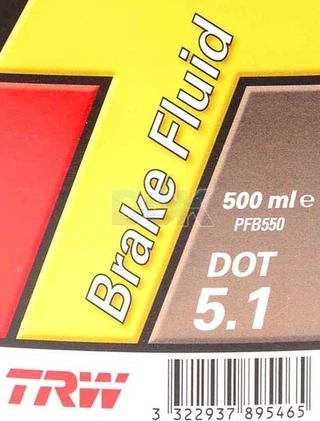 Brake Fluid
500 ml e
PFB550
DOT
5.1
TRW
3 322937 895465